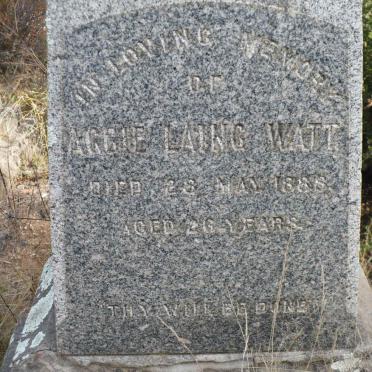 IN LOVING MEMORY
OF
AGGIE LAING WATT
DIED 28 MAY 1888.
AGED 26 YEARS.
"THY WILL BE DONE"